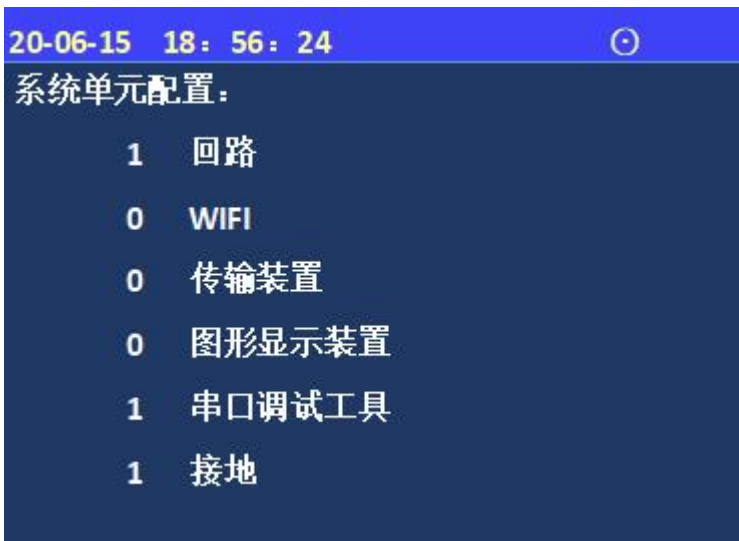 20-06-15 18：56：24
系统单元配置：
1 回路
0 WIFI
0 传输装置
0 图形显示装置
1 串口调试工具
1 接地